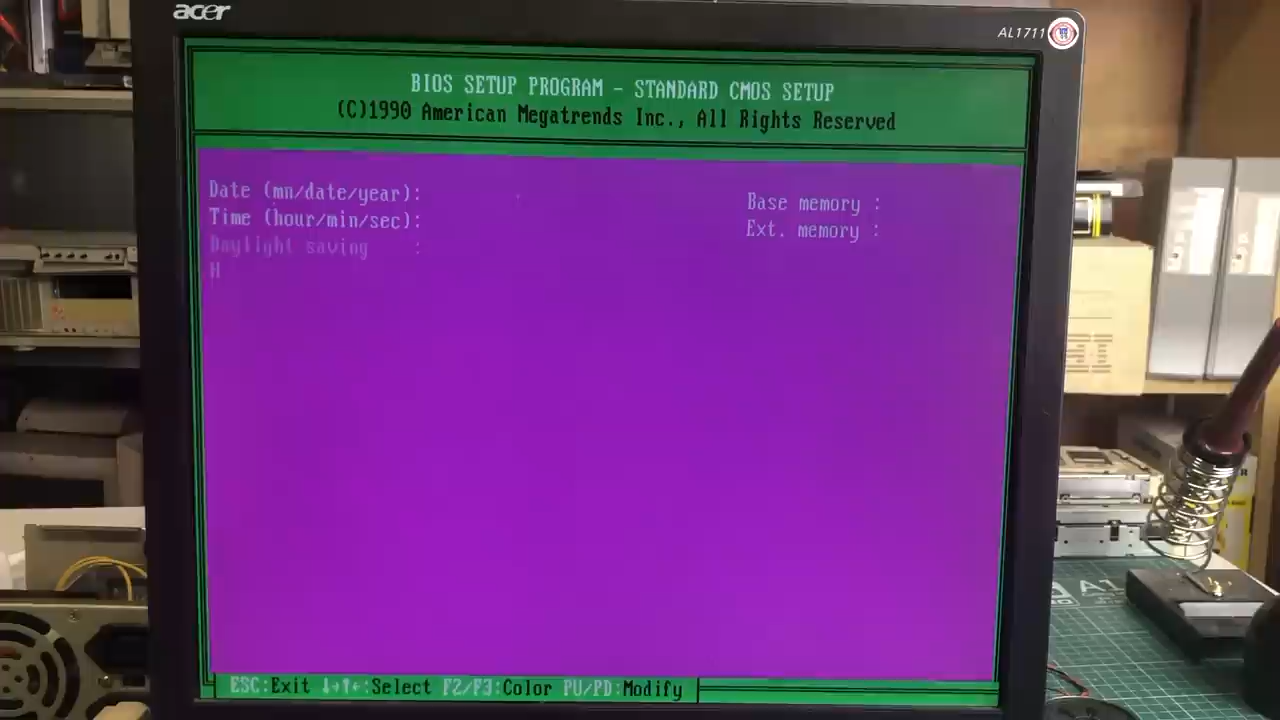 acer
AL1711
BIOS SETUP PROGRAM - STANDARD CMOS SETUP
(C)1990 American Megatrends Inc., All Rights Reserved
Date (mn/date/year):
Time (hour/min/sec):
Daylight saving :
H
Base memory :
Ext. memory :
ESC:Exit ↓→↑←:Select F2/F3:Color PU/PD:Modify
A1